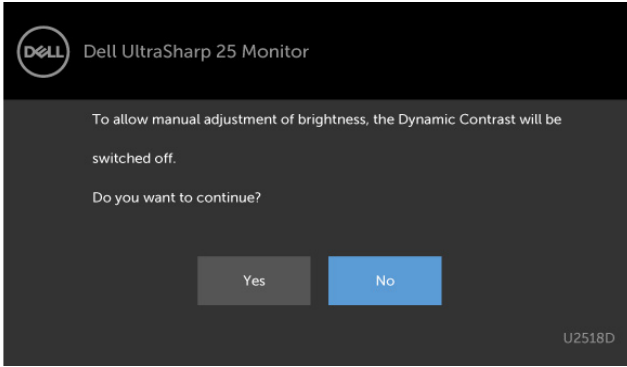 DELL
Dell UltraSharp 25 Monitor
To allow manual adjustment of brightness, the Dynamic Contrast will be
switched off.
Do you want to continue?
Yes
No
U2518D